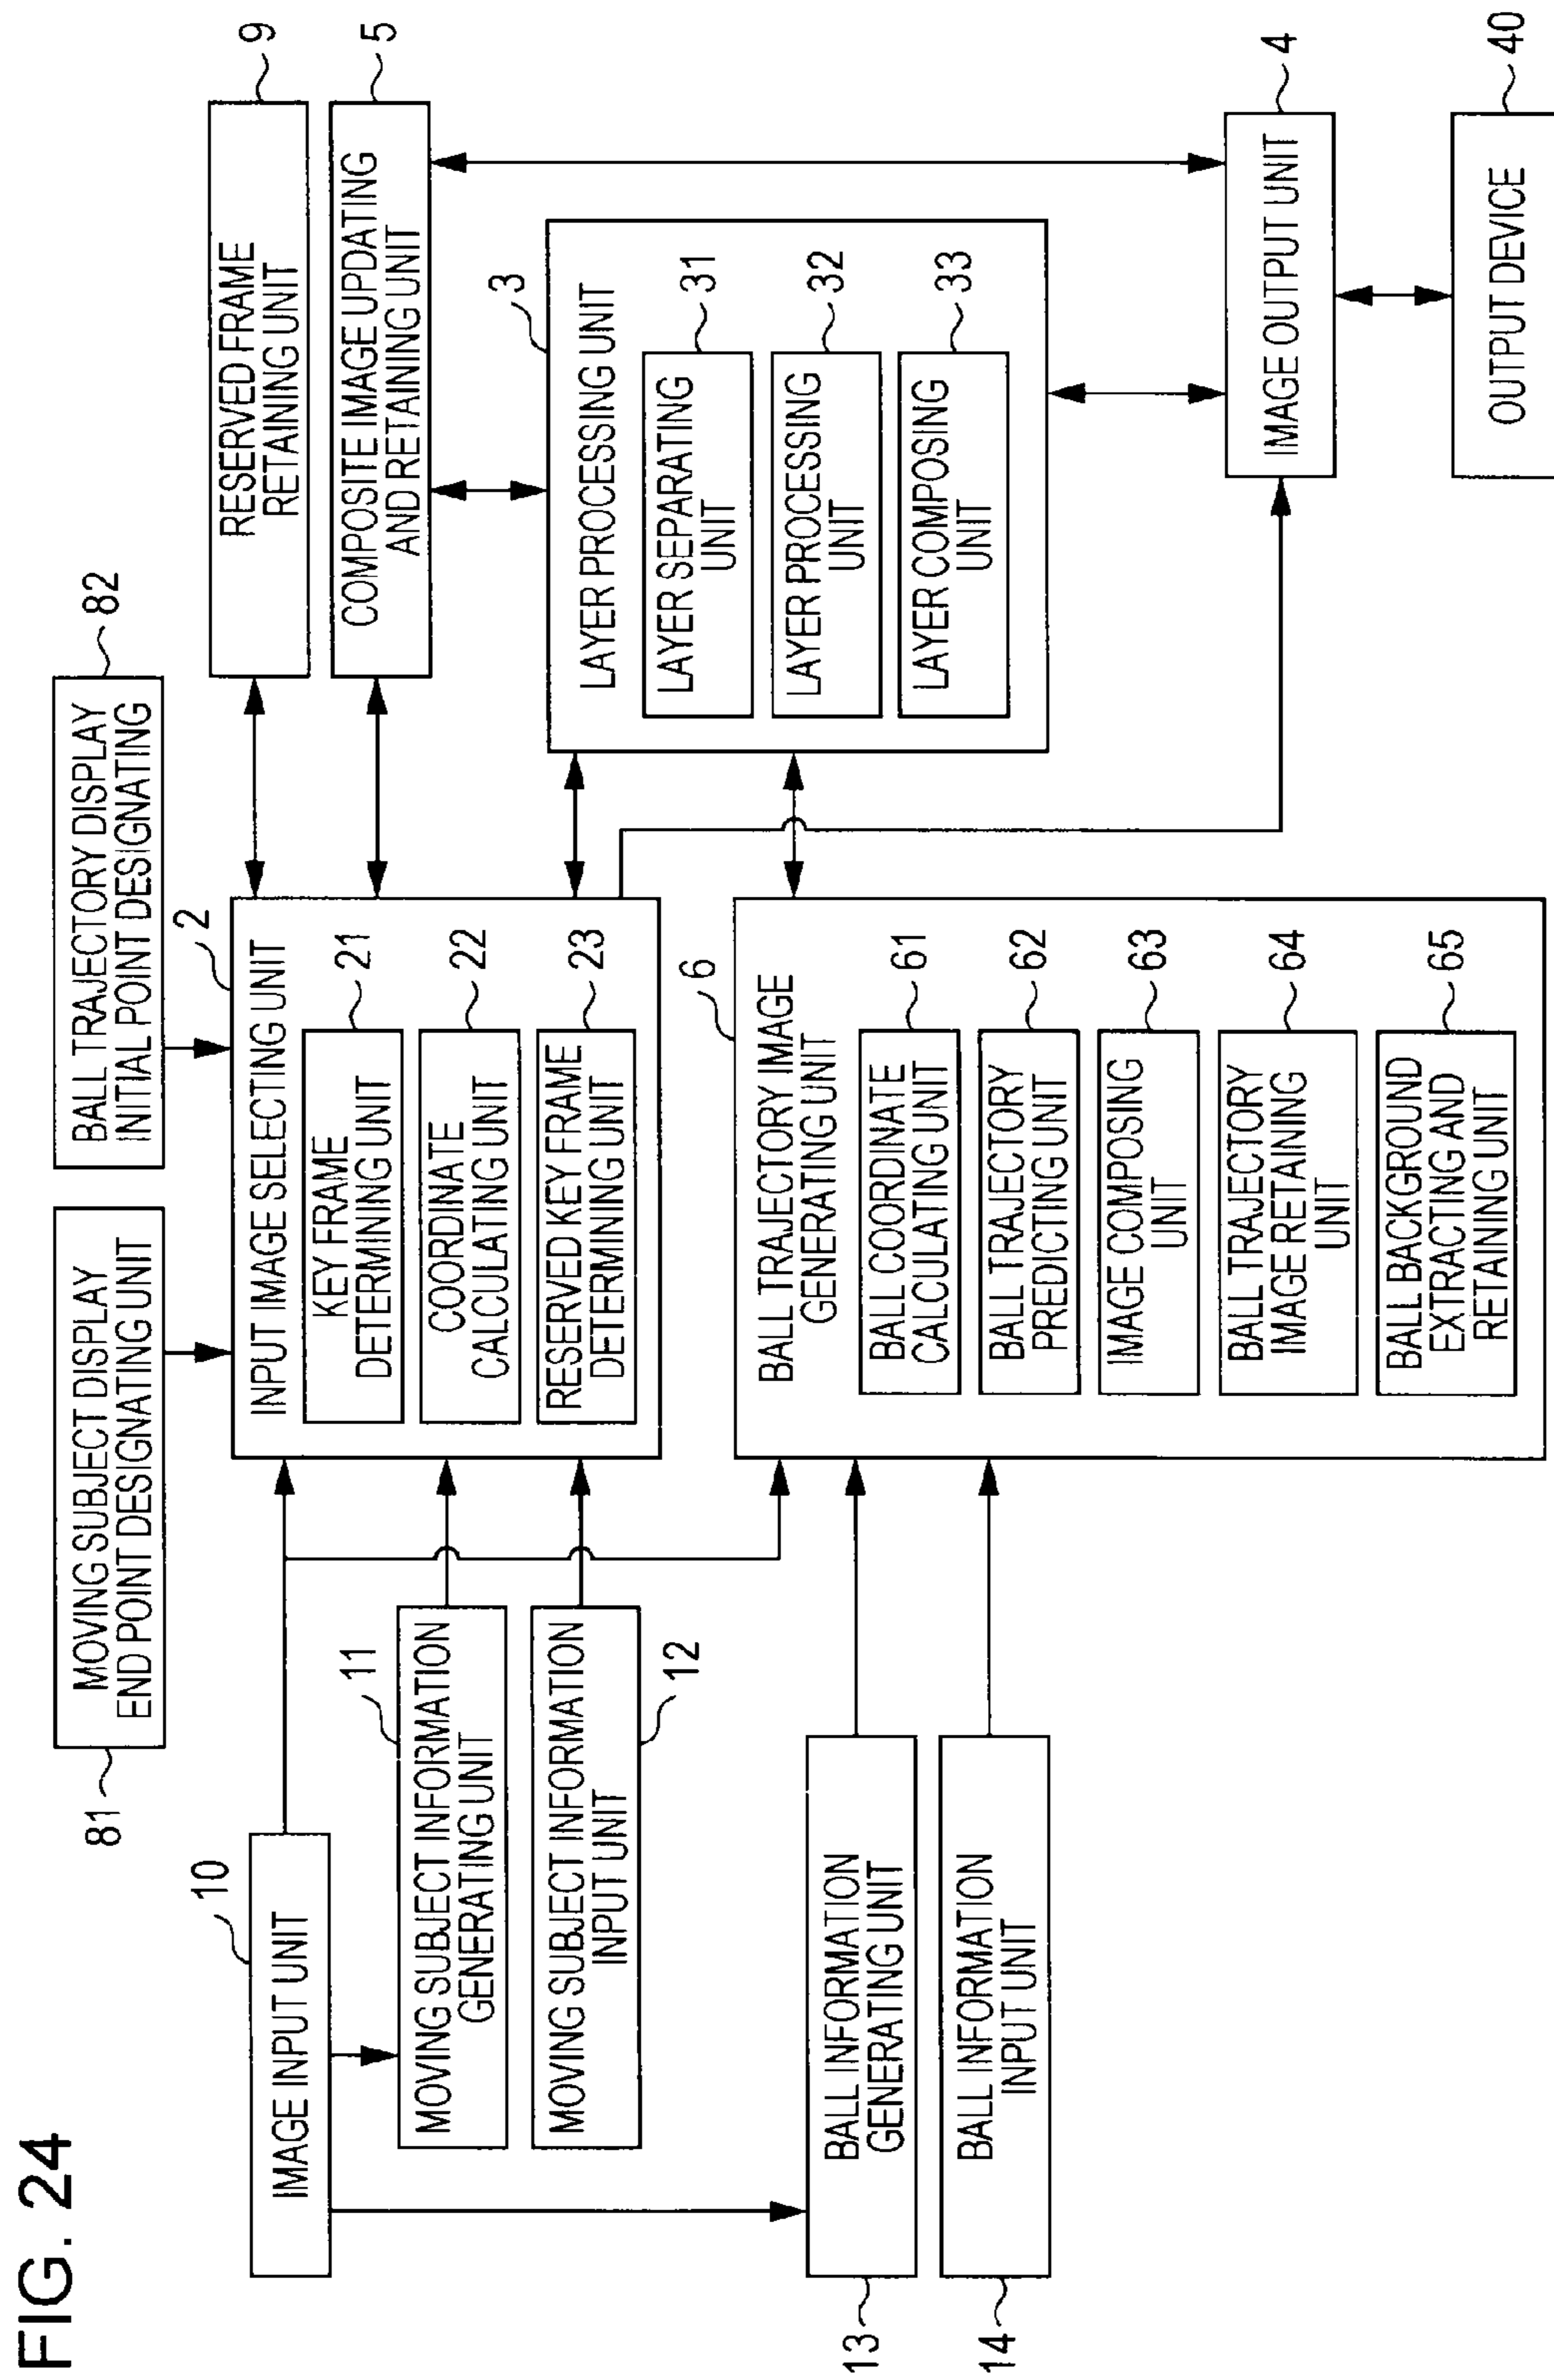 FIG. 24
81
MOVING SUBJECT DISPLAY
END POINT DESIGNATING UNIT
BALL TRAJECTORY DISPLAY
INITIAL POINT DESIGNATING
82
10
IMAGE INPUT UNIT
11
MOVING SUBJECT INFORMATION
GENERATING UNIT
MOVING SUBJECT INFORMATION
INPUT UNIT
12
13
BALL INFORMATION
GENERATING UNIT
14
BALL INFORMATION
INPUT UNIT
2
INPUT IMAGE SELECTING UNIT
KEY FRAME
DETERMINING UNIT
21
COORDINATE
CALCULATING UNIT
22
RESERVED KEY FRAME
DETERMINING UNIT
23
6
BALL TRAJECTORY IMAGE
GENERATING UNIT
BALL COORDINATE
CALCULATING UNIT
61
BALL TRAJECTORY
PREDICTING UNIT
62
IMAGE COMPOSING
UNIT
63
BALL TRAJECTORY
IMAGE RETAINING
UNIT
64
BALL BACKGROUND
EXTRACTING AND
RETAINING UNIT
65
RESERVED FRAME
RETAINING UNIT
9
COMPOSITE IMAGE UPDATING
AND RETAINING UNIT
5
3
LAYER PROCESSING UNIT
LAYER SEPARATING
UNIT
31
LAYER PROCESSING
UNIT
32
LAYER COMPOSING
UNIT
33
IMAGE OUTPUT UNIT
4
OUTPUT DEVICE
40